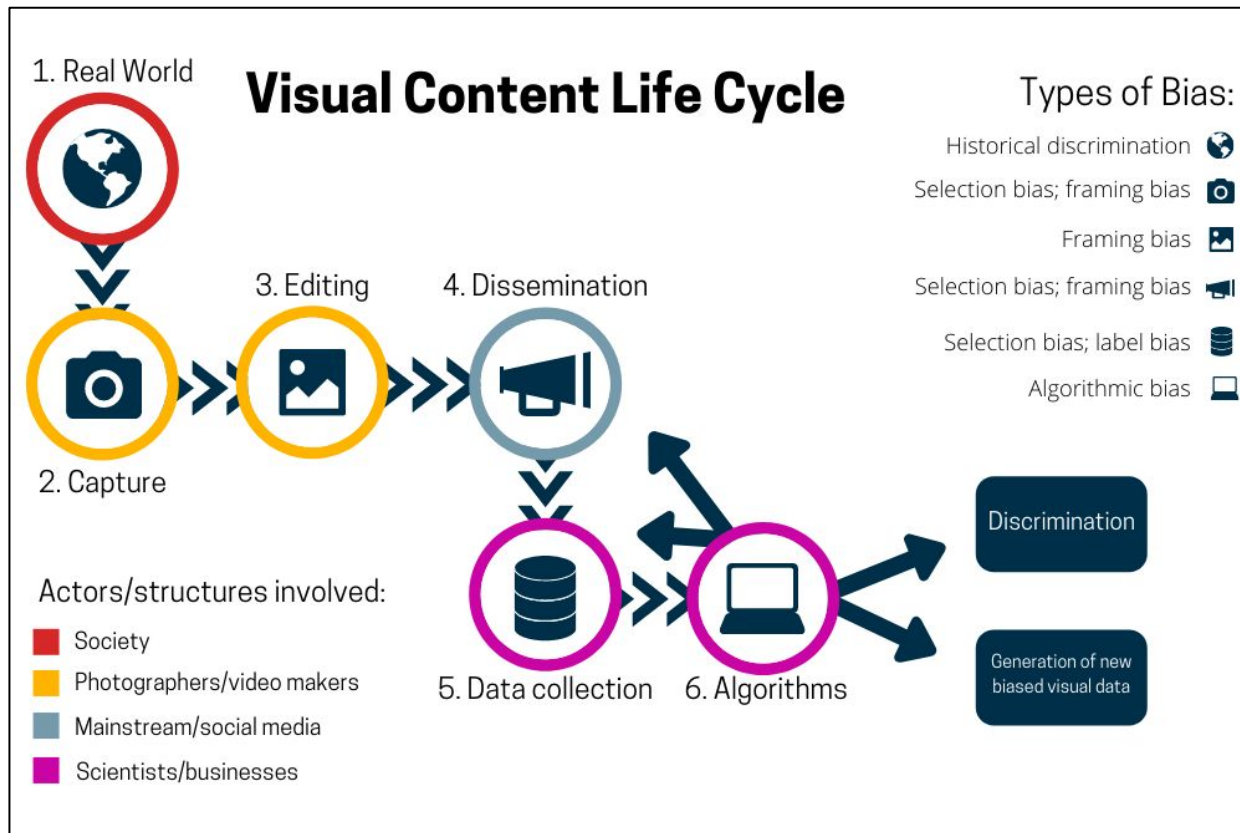 1. Real World
Visual Content Life Cycle
Types of Bias:
Historical discrimination
Selection bias; framing bias
Framing bias
Selection bias; framing bias
Selection bias; label bias
Algorithmic bias
3. Editing
4. Dissemination
2. Capture
Discrimination
Generation of new
biased visual data
5. Data collection
6. Algorithms
Actors/structures involved:
Society
Photographers/video makers
Mainstream/social media
Scientists/businesses